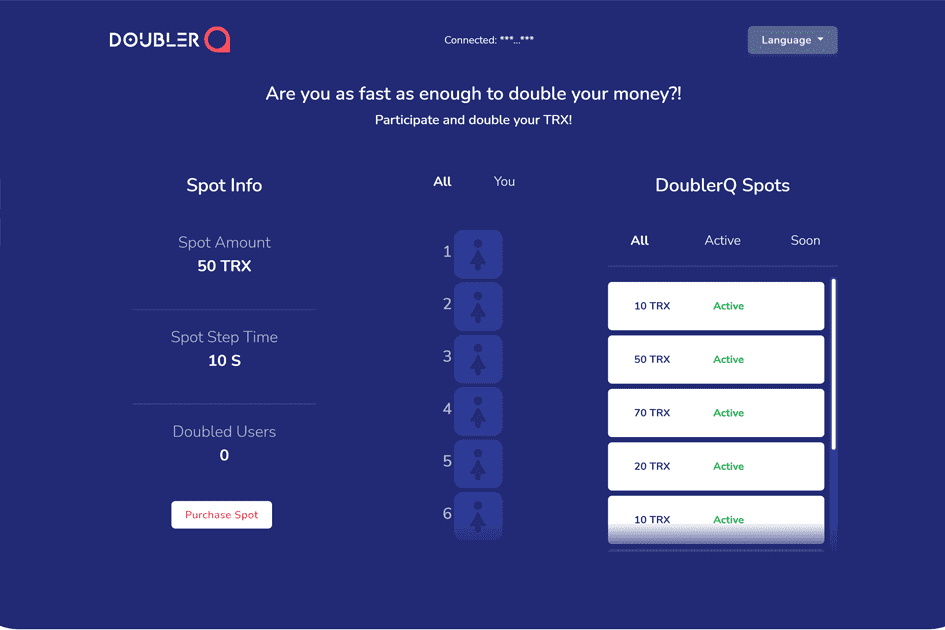 DOUBLER
Connected: ***...***
Language
Are you as fast as enough to double your money?!
Participate and double your TRX!
Spot Info
Spot Amount
50 TRX
Spot Step Time
10 S
Doubled Users
0
Purchase Spot
All You
1
2
3
4
5
6
DoublerQ Spots
All Active Soon
10 TRX Active
50 TRX Active
70 TRX Active
20 TRX Active
10 TRX Active